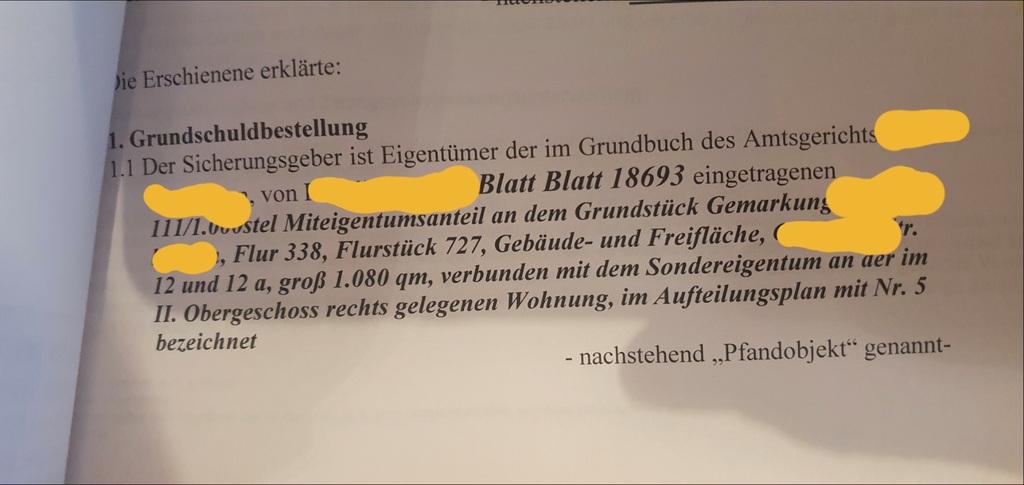 Die Erschienene erklärte:
1. Grundschuldbestellung
1.1 Der Sicherungsgeber ist Eigentümer der im Grundbuch des Amtsgerichts
, von Blatt Blatt 18693 eingetragenen
111/1.000stel Miteigentumsanteil an dem Grundstück Gemarkung
, Flur 338, Flurstück 727, Gebäude- und Freifläche,
12 und 12 a, groß 1.080 qm, verbunden mit dem Sondereigentum an der im
II. Obergeschoss rechts gelegenen Wohnung, im Aufteilungsplan mit Nr. 5
bezeichnet
- nachstehend „Pfandobjekt“ genannt-